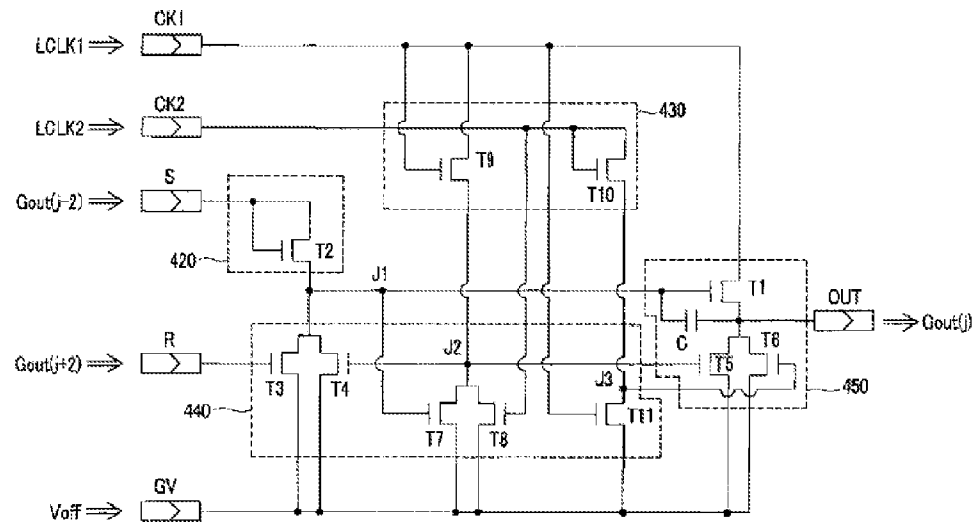 CK1
LCLK1
CK2
LCLK2
430
T9
T10
S
Gout(j-2)
T2
420
J1
T1
OUT
Gout(j)
C
R
Gout(j+2)
J2
T3
T4
T5
T6
J3
440
T7
T8
T11
450
GV
Voff